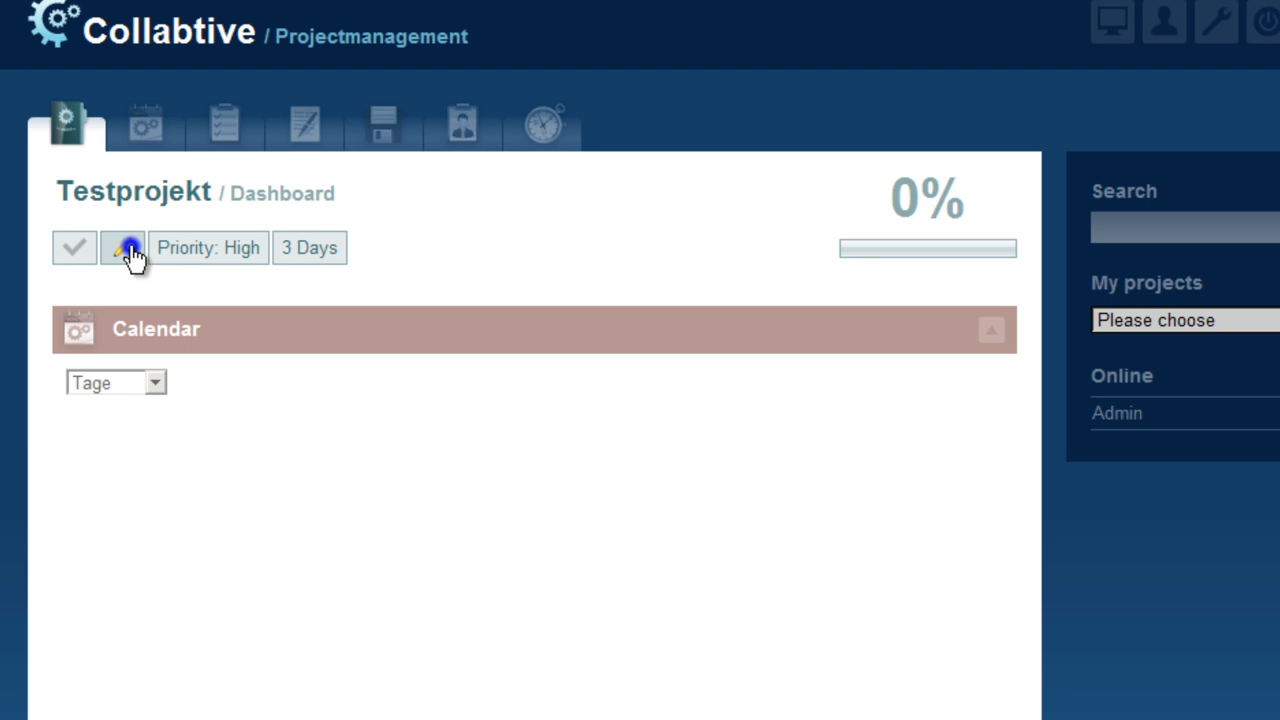 Collabtive / Projectmanagement
Testprojekt / Dashboard
0%
Priority: High
3 Days
Calendar
Tage
Search
My projects
Please choose
Online
Admin